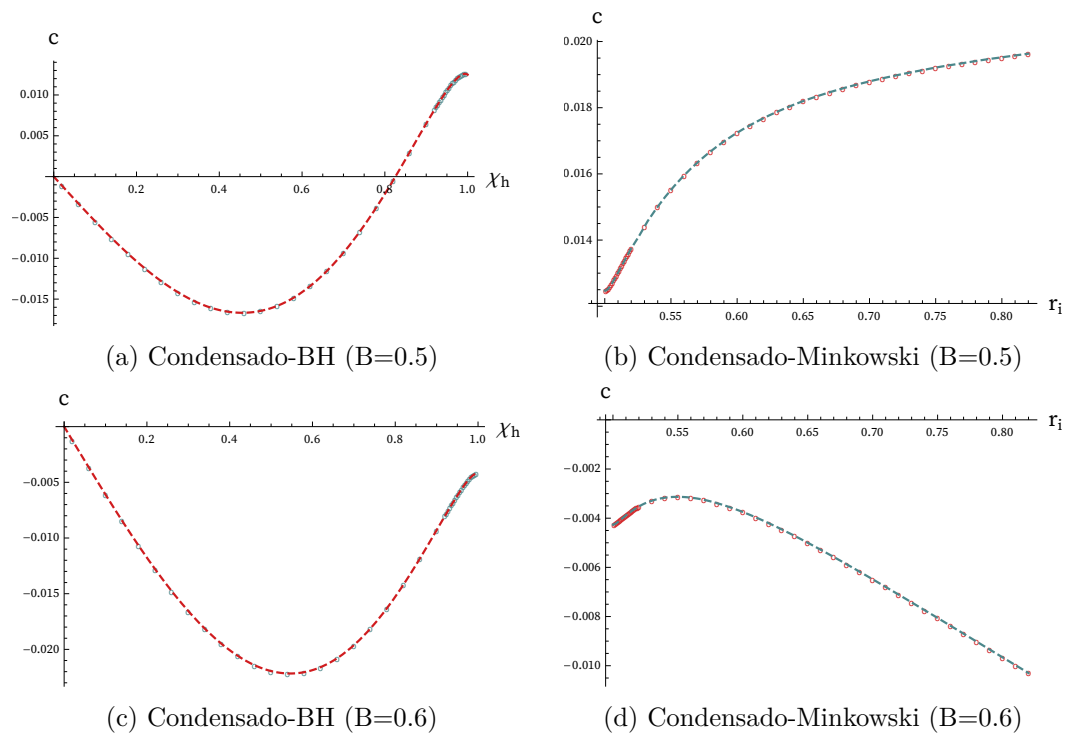 c
0.010
0.005
−0.005
−0.010
−0.015
0.2 0.4 0.6 0.8 1.0
χh
(a) Condensado-BH (B=0.5)
c
0.020
0.018
0.016
0.014
0.55 0.60 0.65 0.70 0.75 0.80
ri
(b) Condensado-Minkowski (B=0.5)
c
0.2 0.4 0.6 0.8 1.0
χh
−0.005
−0.010
−0.015
−0.020
(c) Condensado-BH (B=0.6)
c
0.55 0.60 0.65 0.70 0.75 0.80
ri
−0.002
−0.004
−0.006
−0.008
−0.010
(d) Condensado-Minkowski (B=0.6)